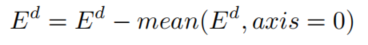 E^d = E^d − mean(E^d, axis = 0)